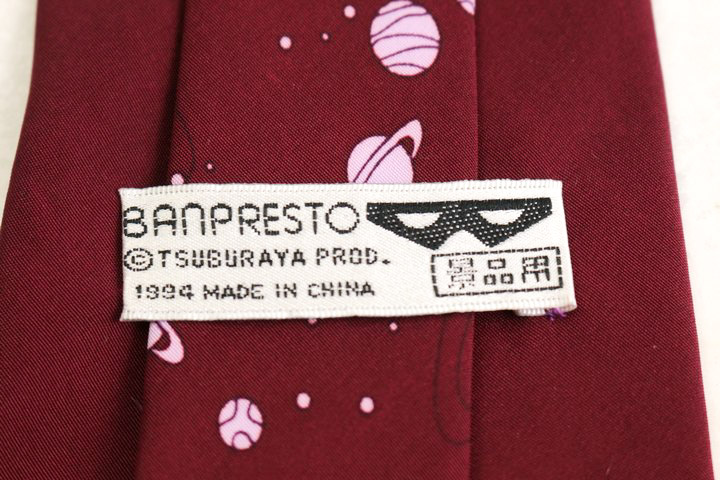 BANPRESTO
©TSUBURAYA PROD.
景品用
1994 MADE IN CHINA